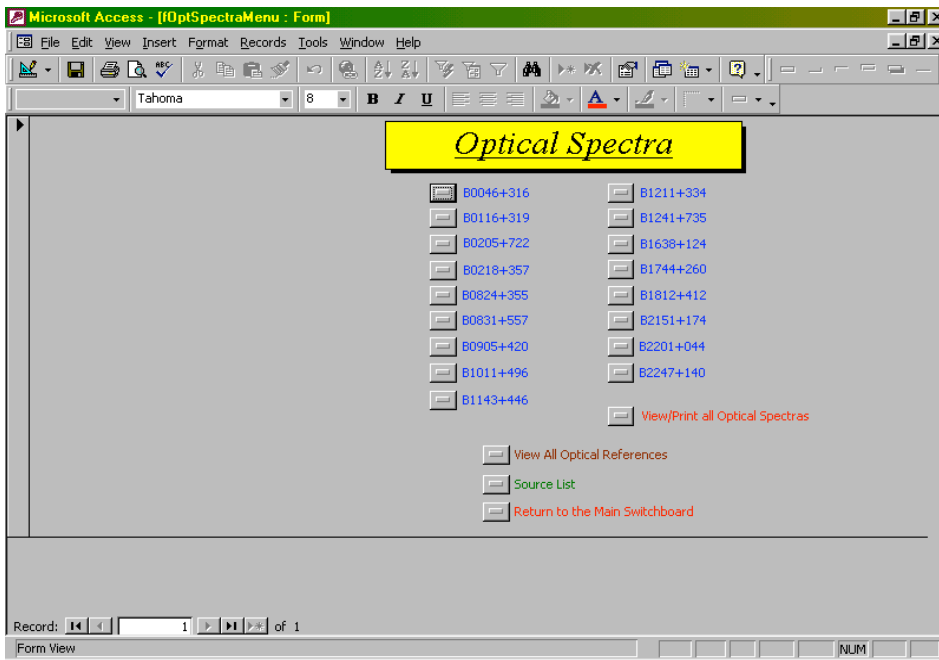 Microsoft Access - [fOptSpectraMenu : Form]
File Edit View Insert Format Records Tools Window Help
Tahoma 8 B I U A
Optical Spectra
B0046+316
B0116+319
B0205+722
B0218+357
B0824+355
B0831+557
B0905+420
B1011+496
B1143+446
B1211+334
B1241+735
B1638+124
B1744+260
B1812+412
B2151+174
B2201+044
B2247+140
View/Print all Optical Spectras
View All Optical References
Source List
Return to the Main Switchboard
Record: 1 of 1
Form View NUM